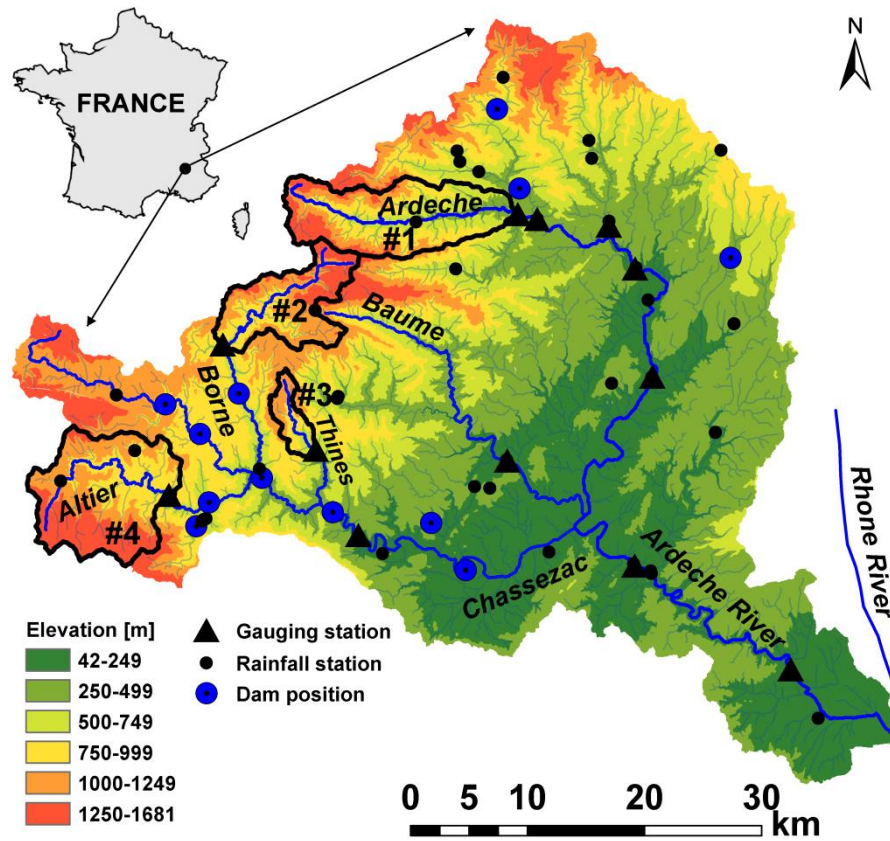 FRANCE
N
Ardeche
#1
#2
Baume
Borne
#3
Thines
Altier
#4
Chassezac
Ardeche River
Rhone River
Elevation [m]
42-249
250-499
500-749
750-999
1000-1249
1250-1681
Gauging station
Rainfall station
Dam position
0 5 10 20 30
km